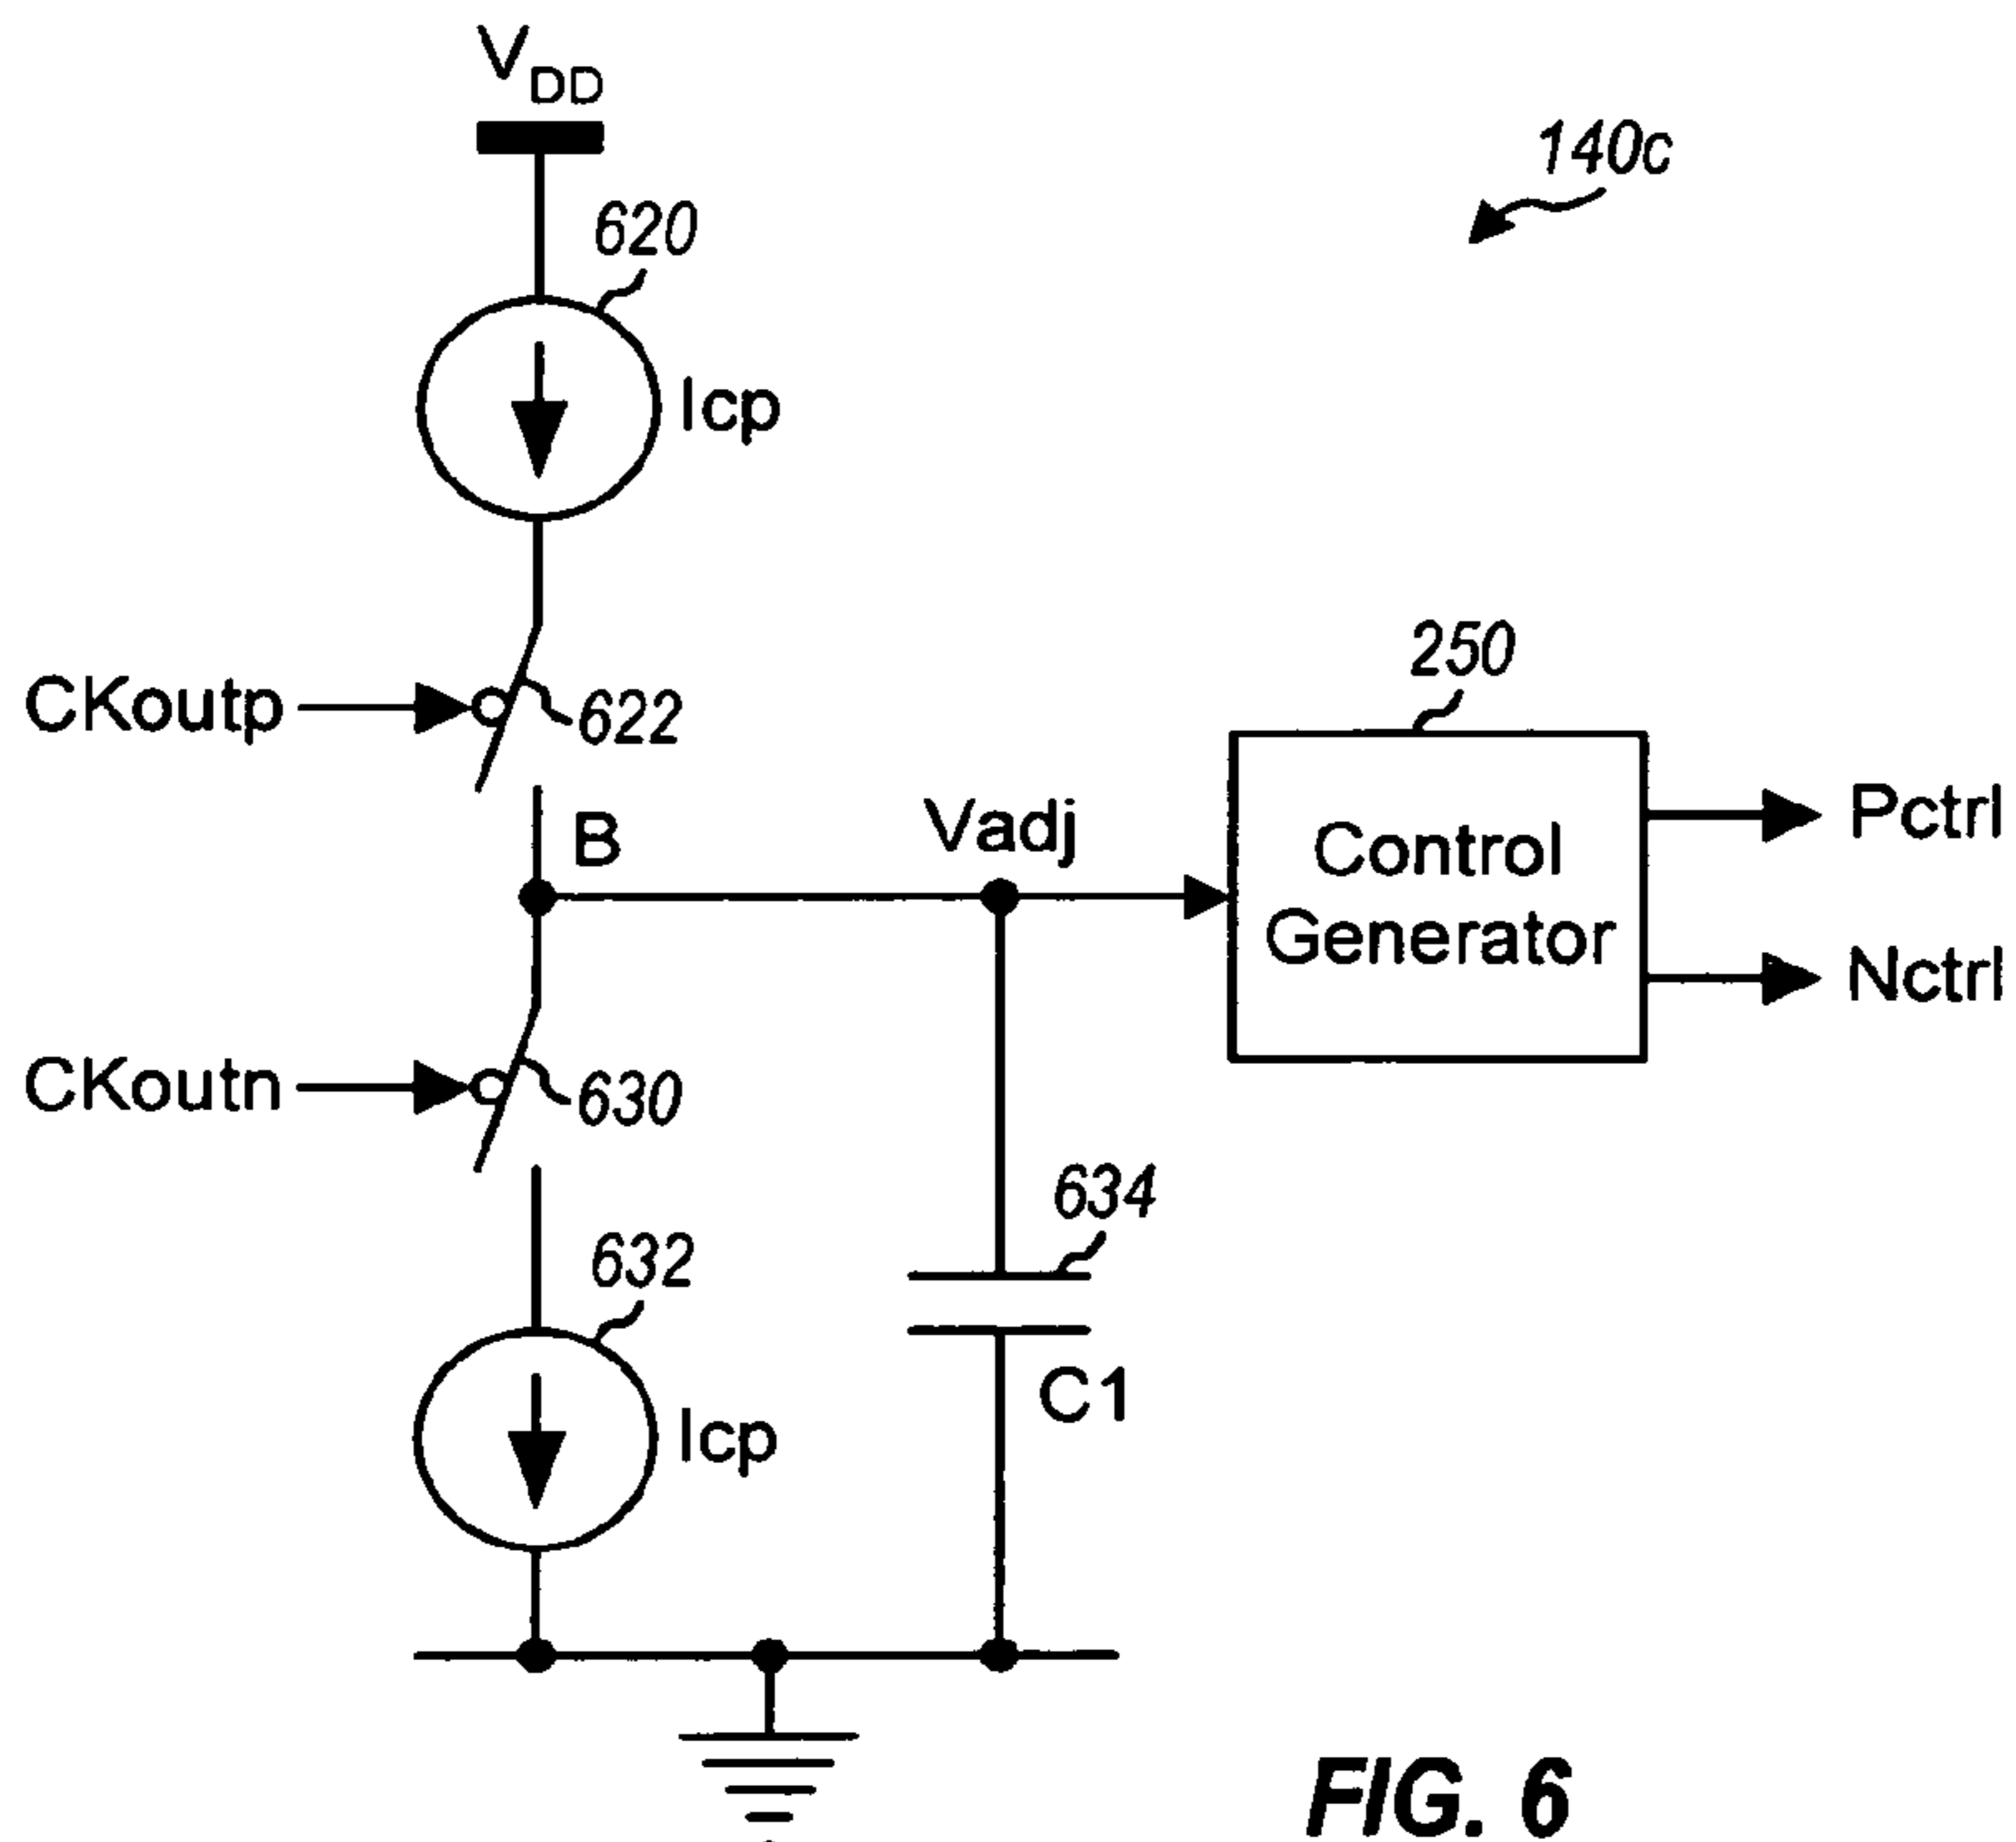 VDD
140c
620
Icp
CKoutp
622
250
B
Vadj
Control
Generator
Pctrl
Nctrl
CKoutn
630
634
632
Icp
C1
FIG. 6